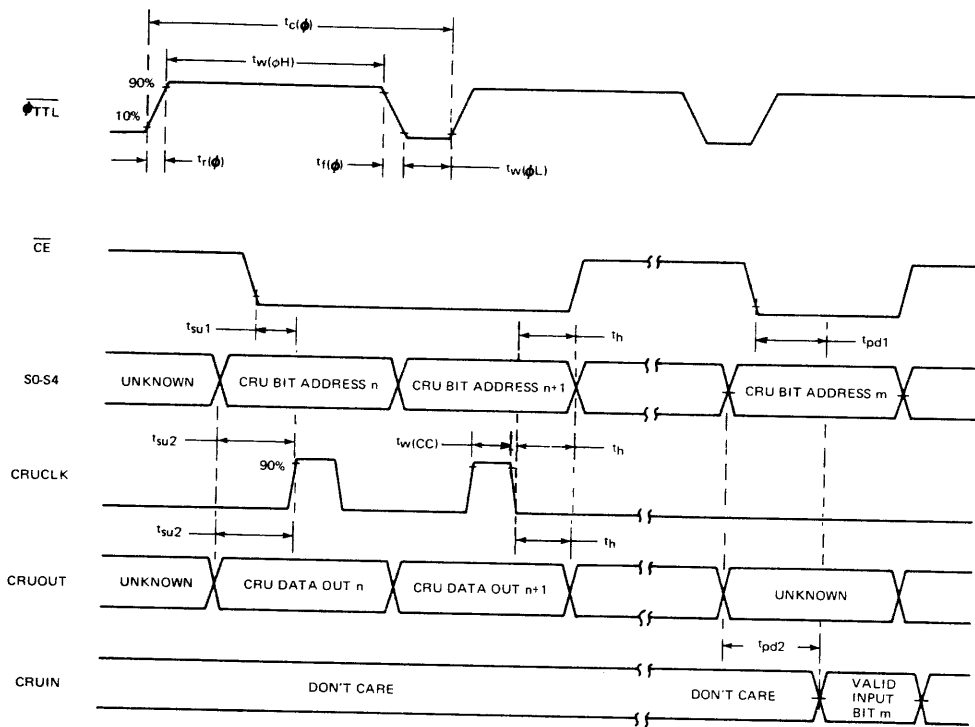 tc(ϕ)
tw(ϕH)
90%
ϕTTL
10%
tr(ϕ)
tf(ϕ)
tw(ϕL)
CE
tsu1
th
tpd1
S0-S4
UNKNOWN
CRU BIT ADDRESS n
CRU BIT ADDRESS n+1
CRU BIT ADDRESS m
tsu2
tw(CC)
th
90%
CRUCLK
tsu2
th
CRUOUT
UNKNOWN
CRU DATA OUT n
CRU DATA OUT n+1
UNKNOWN
tpd2
CRUIN
DON'T CARE
DON'T CARE
VALID
INPUT
BIT m